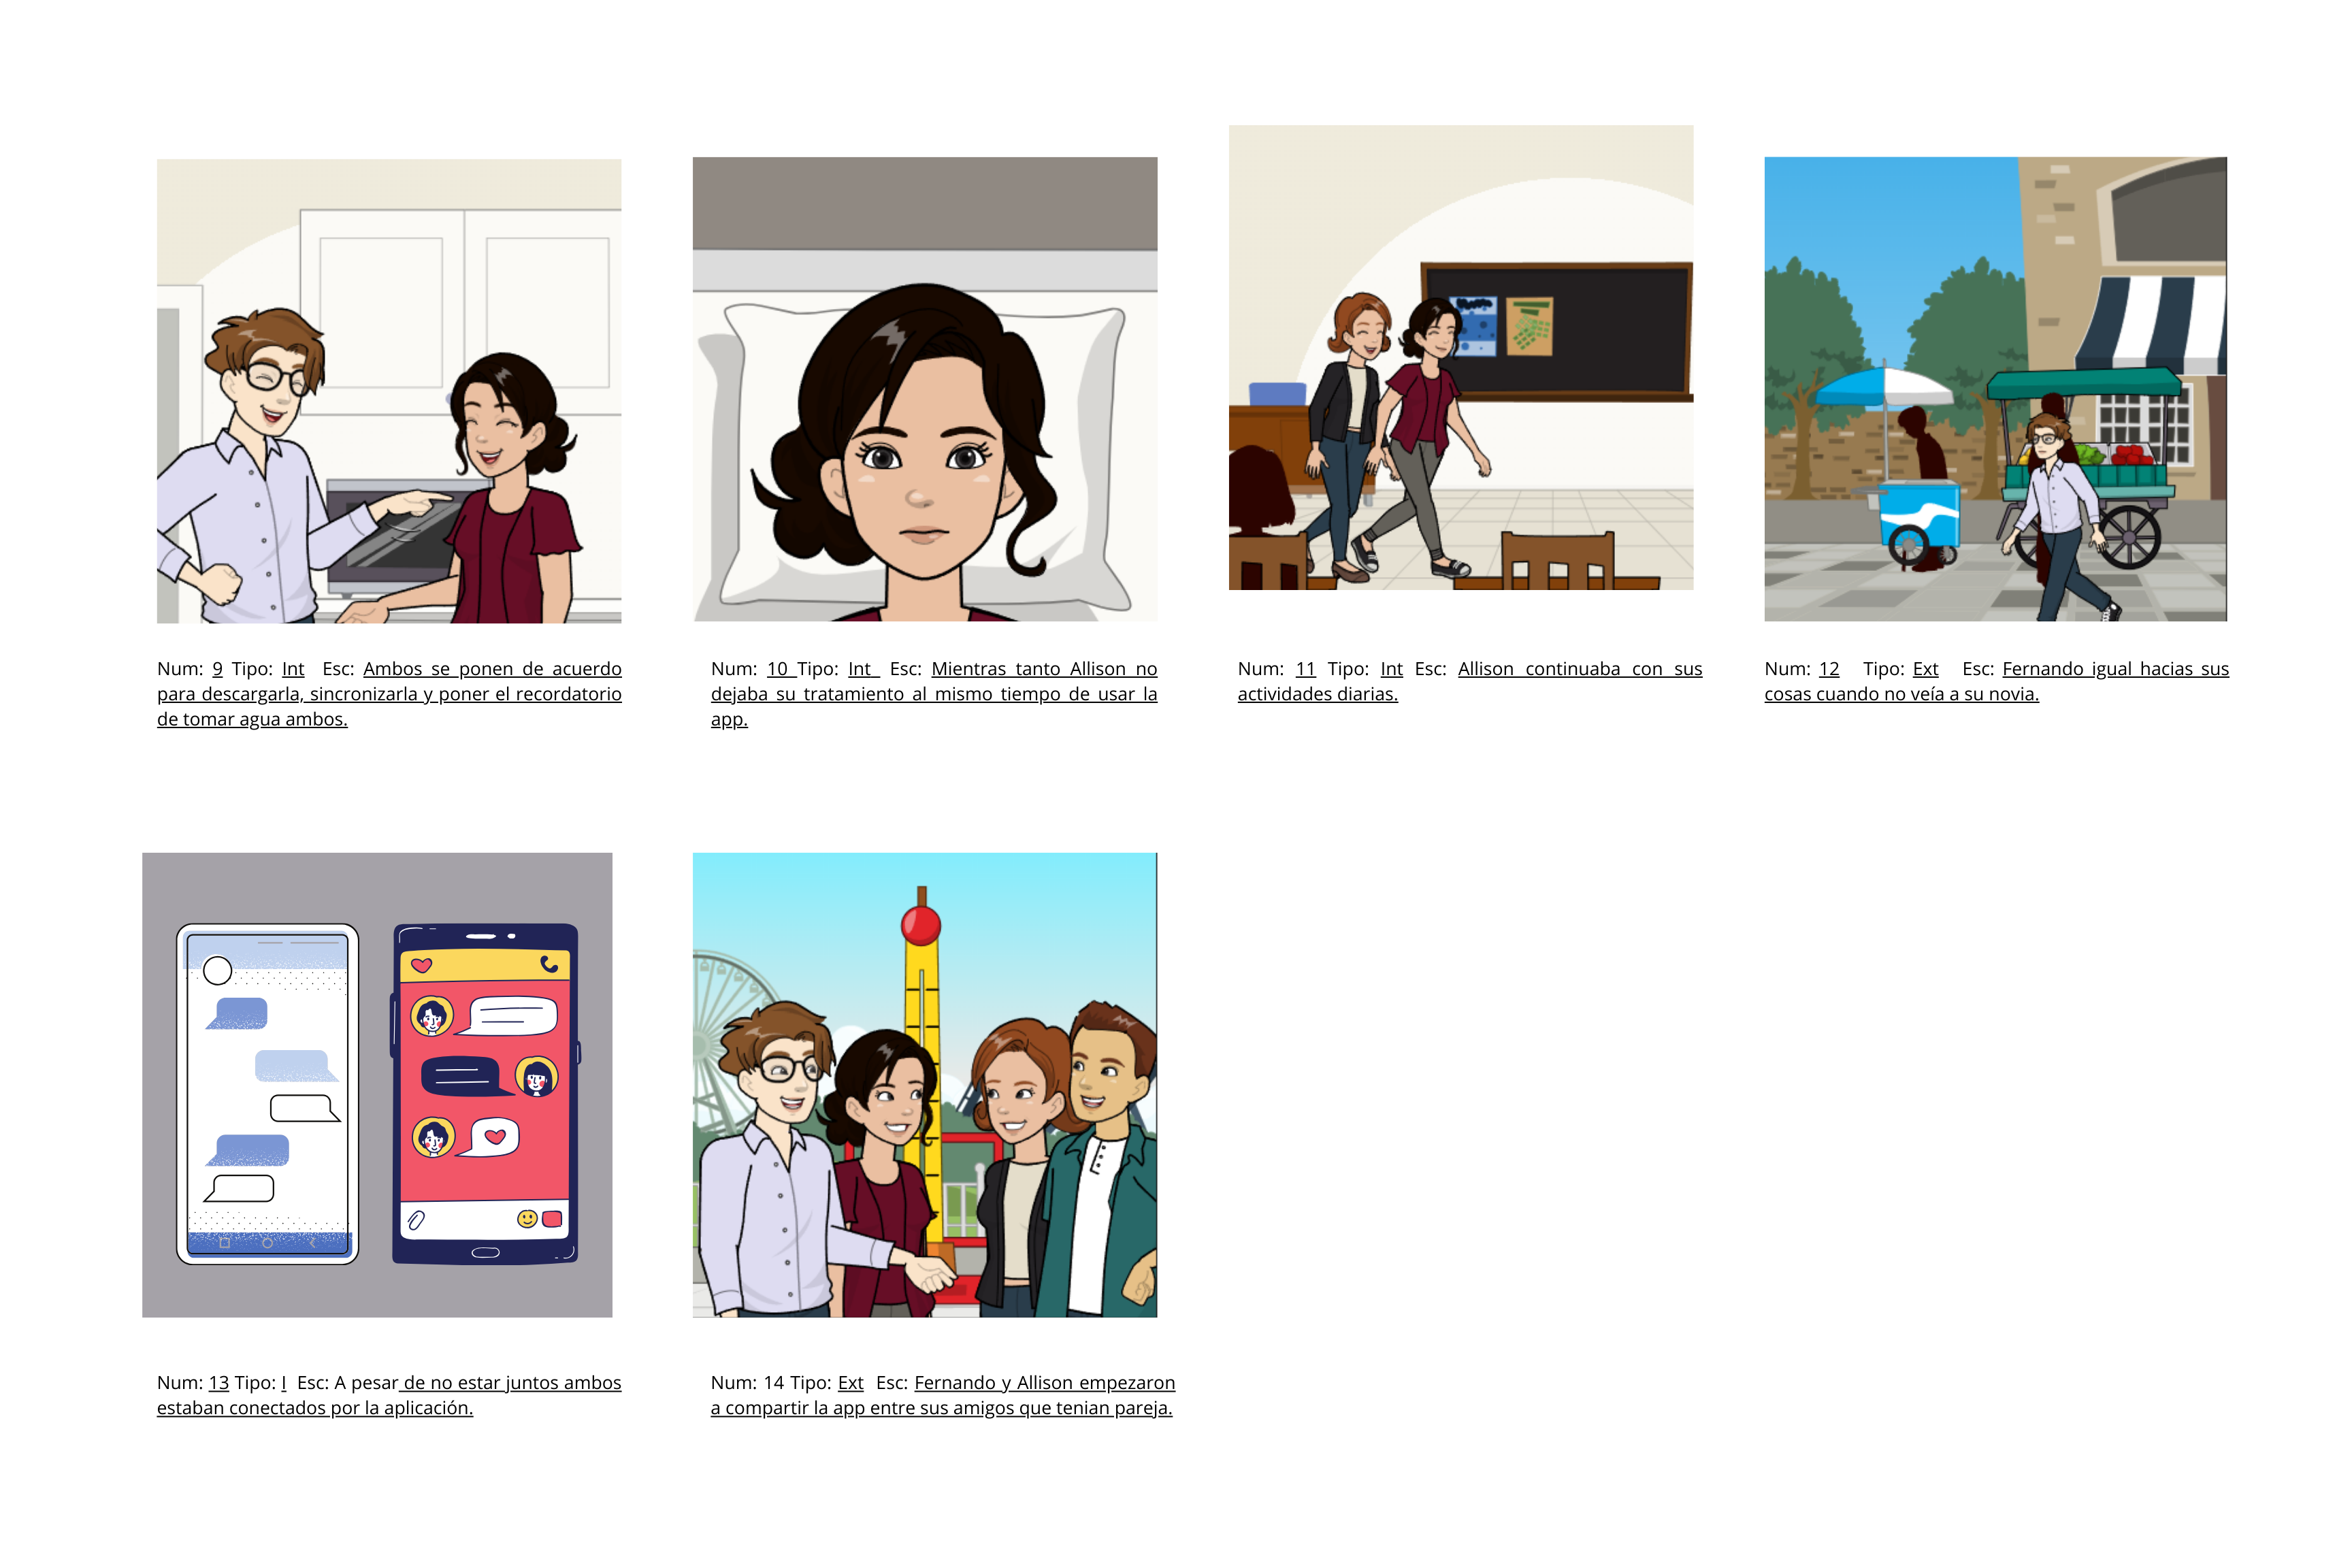 Num: 9 Tipo: Int Esc: Ambos se ponen de acuerdo
para descargarla, sincronizarla y poner el recordatorio
de tomar agua ambos.
Num: 10 Tipo: Int Esc: Mientras tanto Allison no
dejaba su tratamiento al mismo tiempo de usar la
app.
Num: 11 Tipo: Int Esc: Allison continuaba con sus
actividades diarias.
Num: 12 Tipo: Ext Esc: Fernando igual hacias sus
cosas cuando no veía a su novia.
Num: 13 Tipo: I Esc: A pesar de no estar juntos ambos
estaban conectados por la aplicación.
Num: 14 Tipo: Ext Esc: Fernando y Allison empezaron
a compartir la app entre sus amigos que tenian pareja.